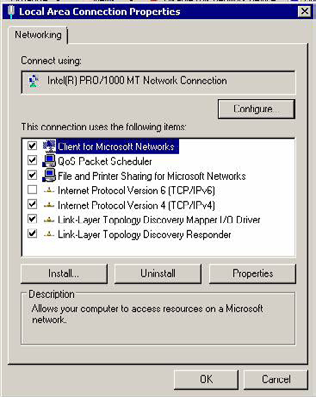 Local Area Connection Properties
Networking
Connect using:
Intel(R) PRO/1000 MT Network Connection
Configure...
This connection uses the following items:
Client for Microsoft Networks
QoS Packet Scheduler
File and Printer Sharing for Microsoft Networks
Internet Protocol Version 6 (TCP/IPv6)
Internet Protocol Version 4 (TCP/IPv4)
Link-Layer Topology Discovery Mapper I/O Driver
Link-Layer Topology Discovery Responder
Install...
Uninstall
Properties
Description
Allows your computer to access resources on a Microsoft
network.
OK
Cancel